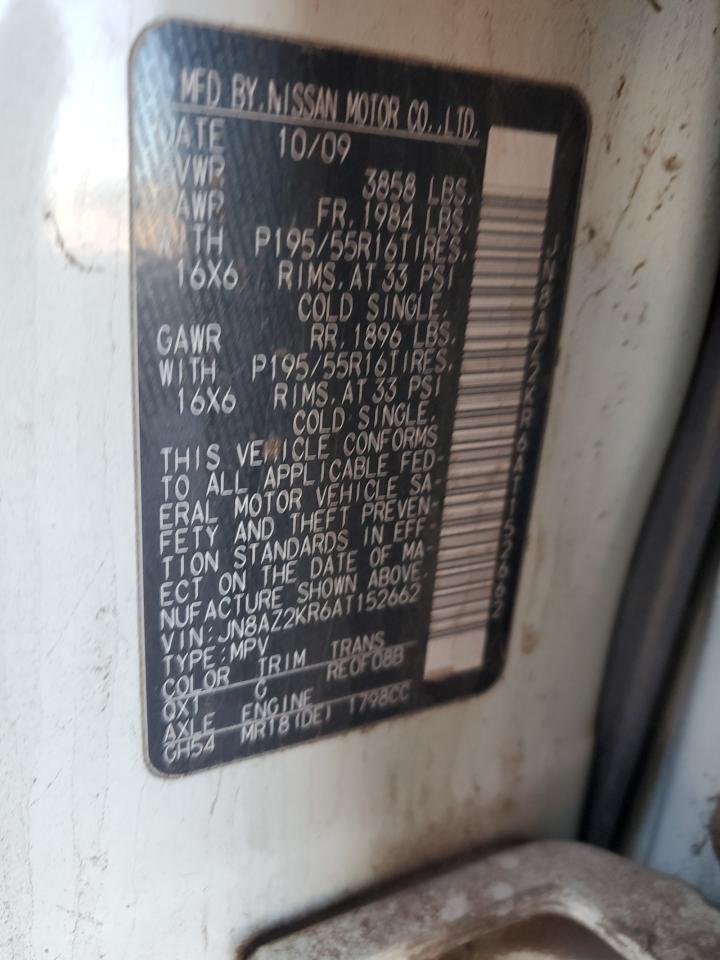 MFD BY. NISSAN MOTOR CO.,LTD.
DATE 10/09
GVWR 3858 LBS.
GAWR FR. 1984 LBS.
WITH P195/55R16TIRES.
16X6 RIMS. AT 33 PSI
COLD SINGLE.
GAWR RR. 1896 LBS.
WITH P195/55R16TIRES.
16X6 RIMS. AT 33 PSI
COLD SINGLE.
THIS VEHICLE CONFORMS
TO ALL APPLICABLE FED-
ERAL MOTOR VEHICLE SA-
FETY AND THEFT PREVEN-
TION STANDARDS IN EFF-
ECT ON THE DATE OF MA-
NUFACTURE SHOWN ABOVE.
VIN: JN8AZ2KR6AT152662
TYPE: MPV
COLOR TRIM TRANS
QX1 G RE0F08B
AXLE ENGINE
GH54 MR18(DE) 1798CC
JN8AZ2KR6AT152662